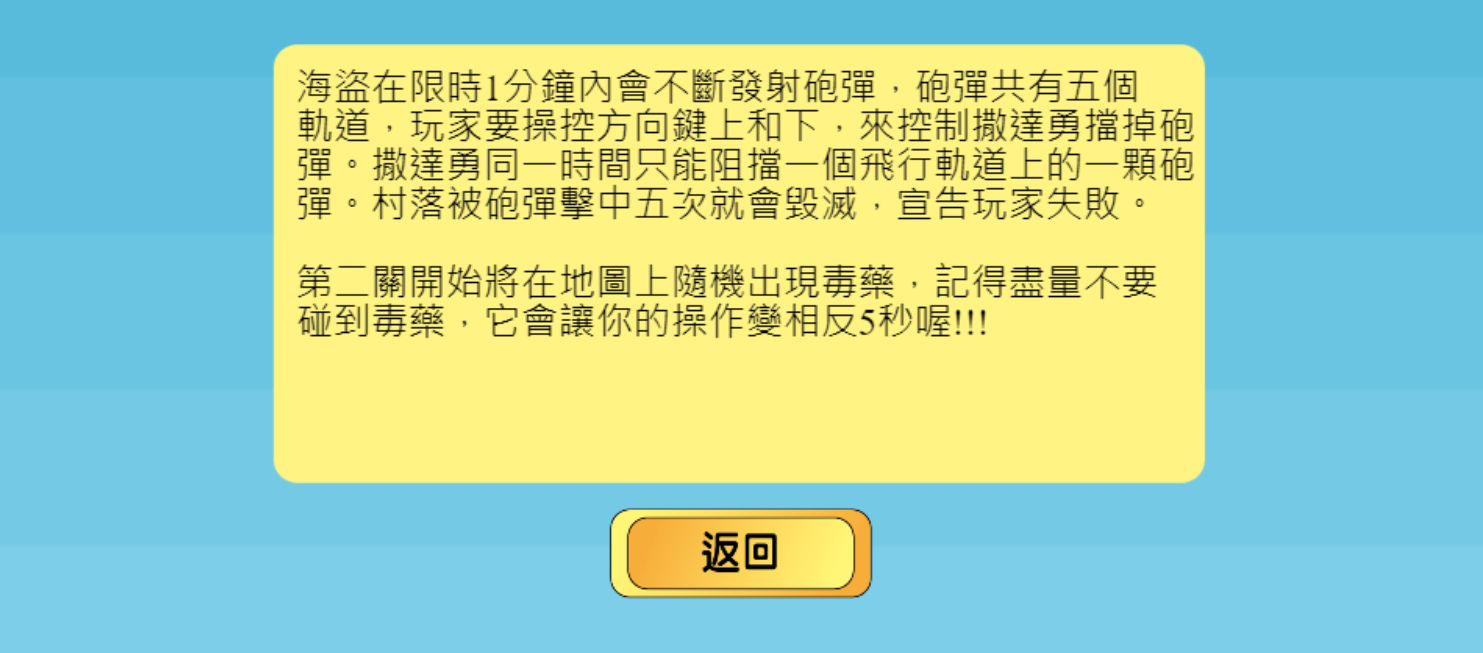 海盜在限時1分鐘內會不斷發射砲彈，砲彈共有五個
軌道，玩家要操控方向鍵上和下，來控制撒達勇擋掉砲
彈。撒達勇同一時間只能阻擋一個飛行軌道上的一顆砲
彈。村落被砲彈擊中五次就會毀滅，宣告玩家失敗。
第二關開始將在地圖上隨機出現毒藥，記得盡量不要
碰到毒藥，它會讓你的操作變相反5秒喔!!!
返回